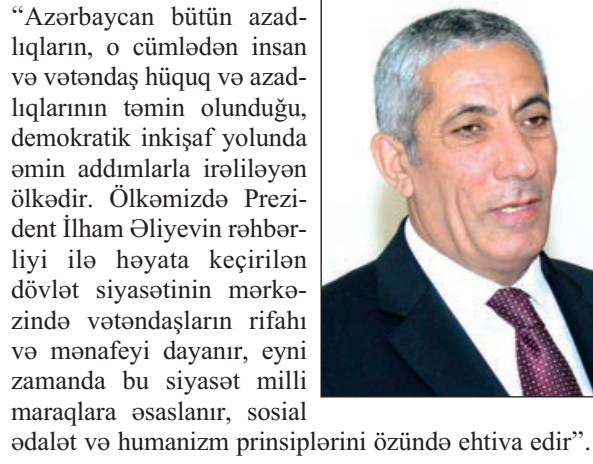 “Azərbaycan bütün azad-
lıqların, o cümlədən insan
və vətəndaş hüquq və azad-
lıqlarının təmin olunduğu,
demokratik inkişaf yolunda
əmin addımlarla irəliləyən
ölkədir. Ölkəmizdə Prezi-
dent İlham Əliyevin rəhbər-
liyi ilə həyata keçirilən
dövlət siyasətinin mərkə-
zində vətəndaşların rifahı
və mənafeyi dayanır, eyni
zamanda bu siyasət milli
maraqlara əsaslanır, sosial
ədalət və humanizm prinsiplərini özündə ehtiva edir”.